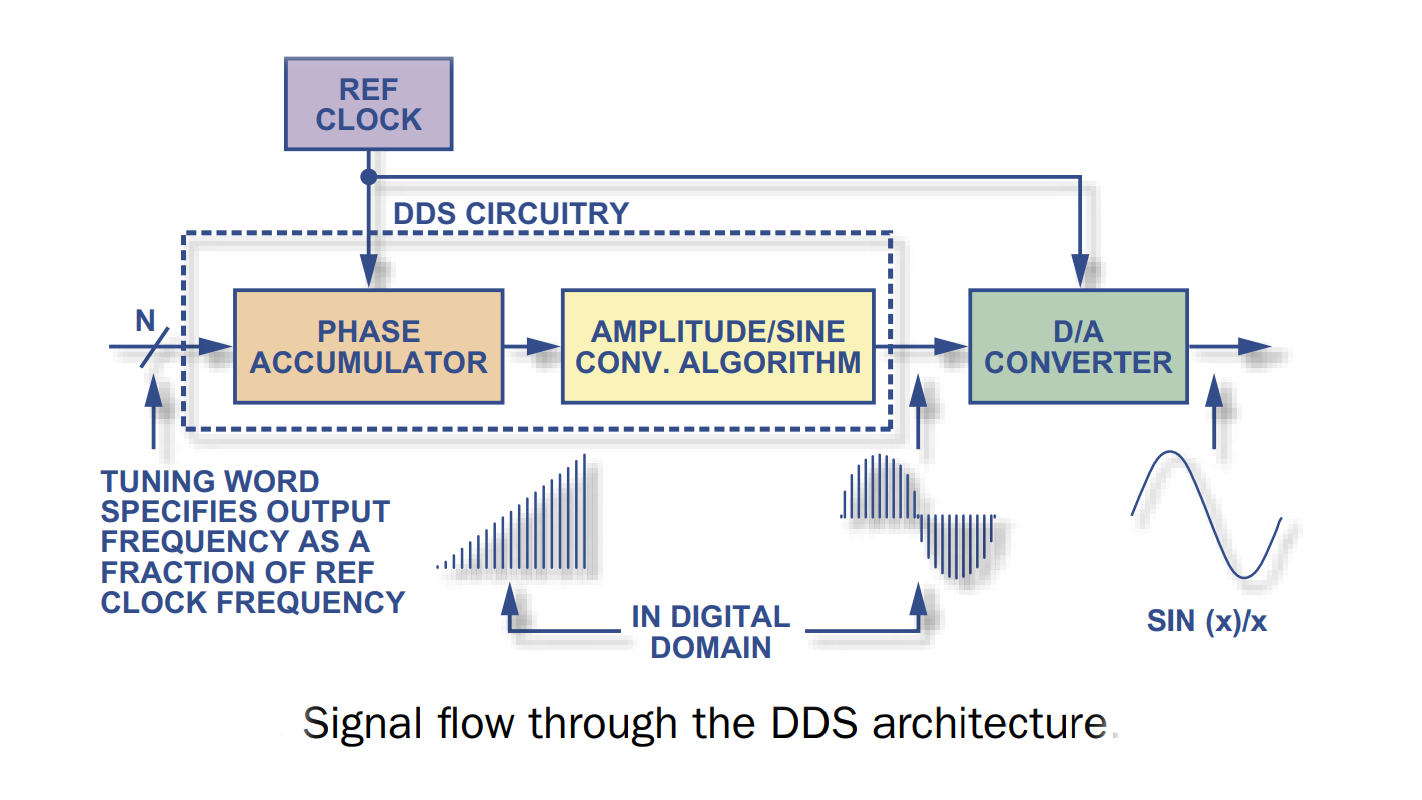 REF
CLOCK
DDS CIRCUITRY
N
PHASE
ACCUMULATOR
AMPLITUDE/SINE
CONV. ALGORITHM
D/A
CONVERTER
TUNING WORD
SPECIFIES OUTPUT
FREQUENCY AS A
FRACTION OF REF
CLOCK FREQUENCY
IN DIGITAL
DOMAIN
SIN (x)/x
Signal flow through the DDS architecture.